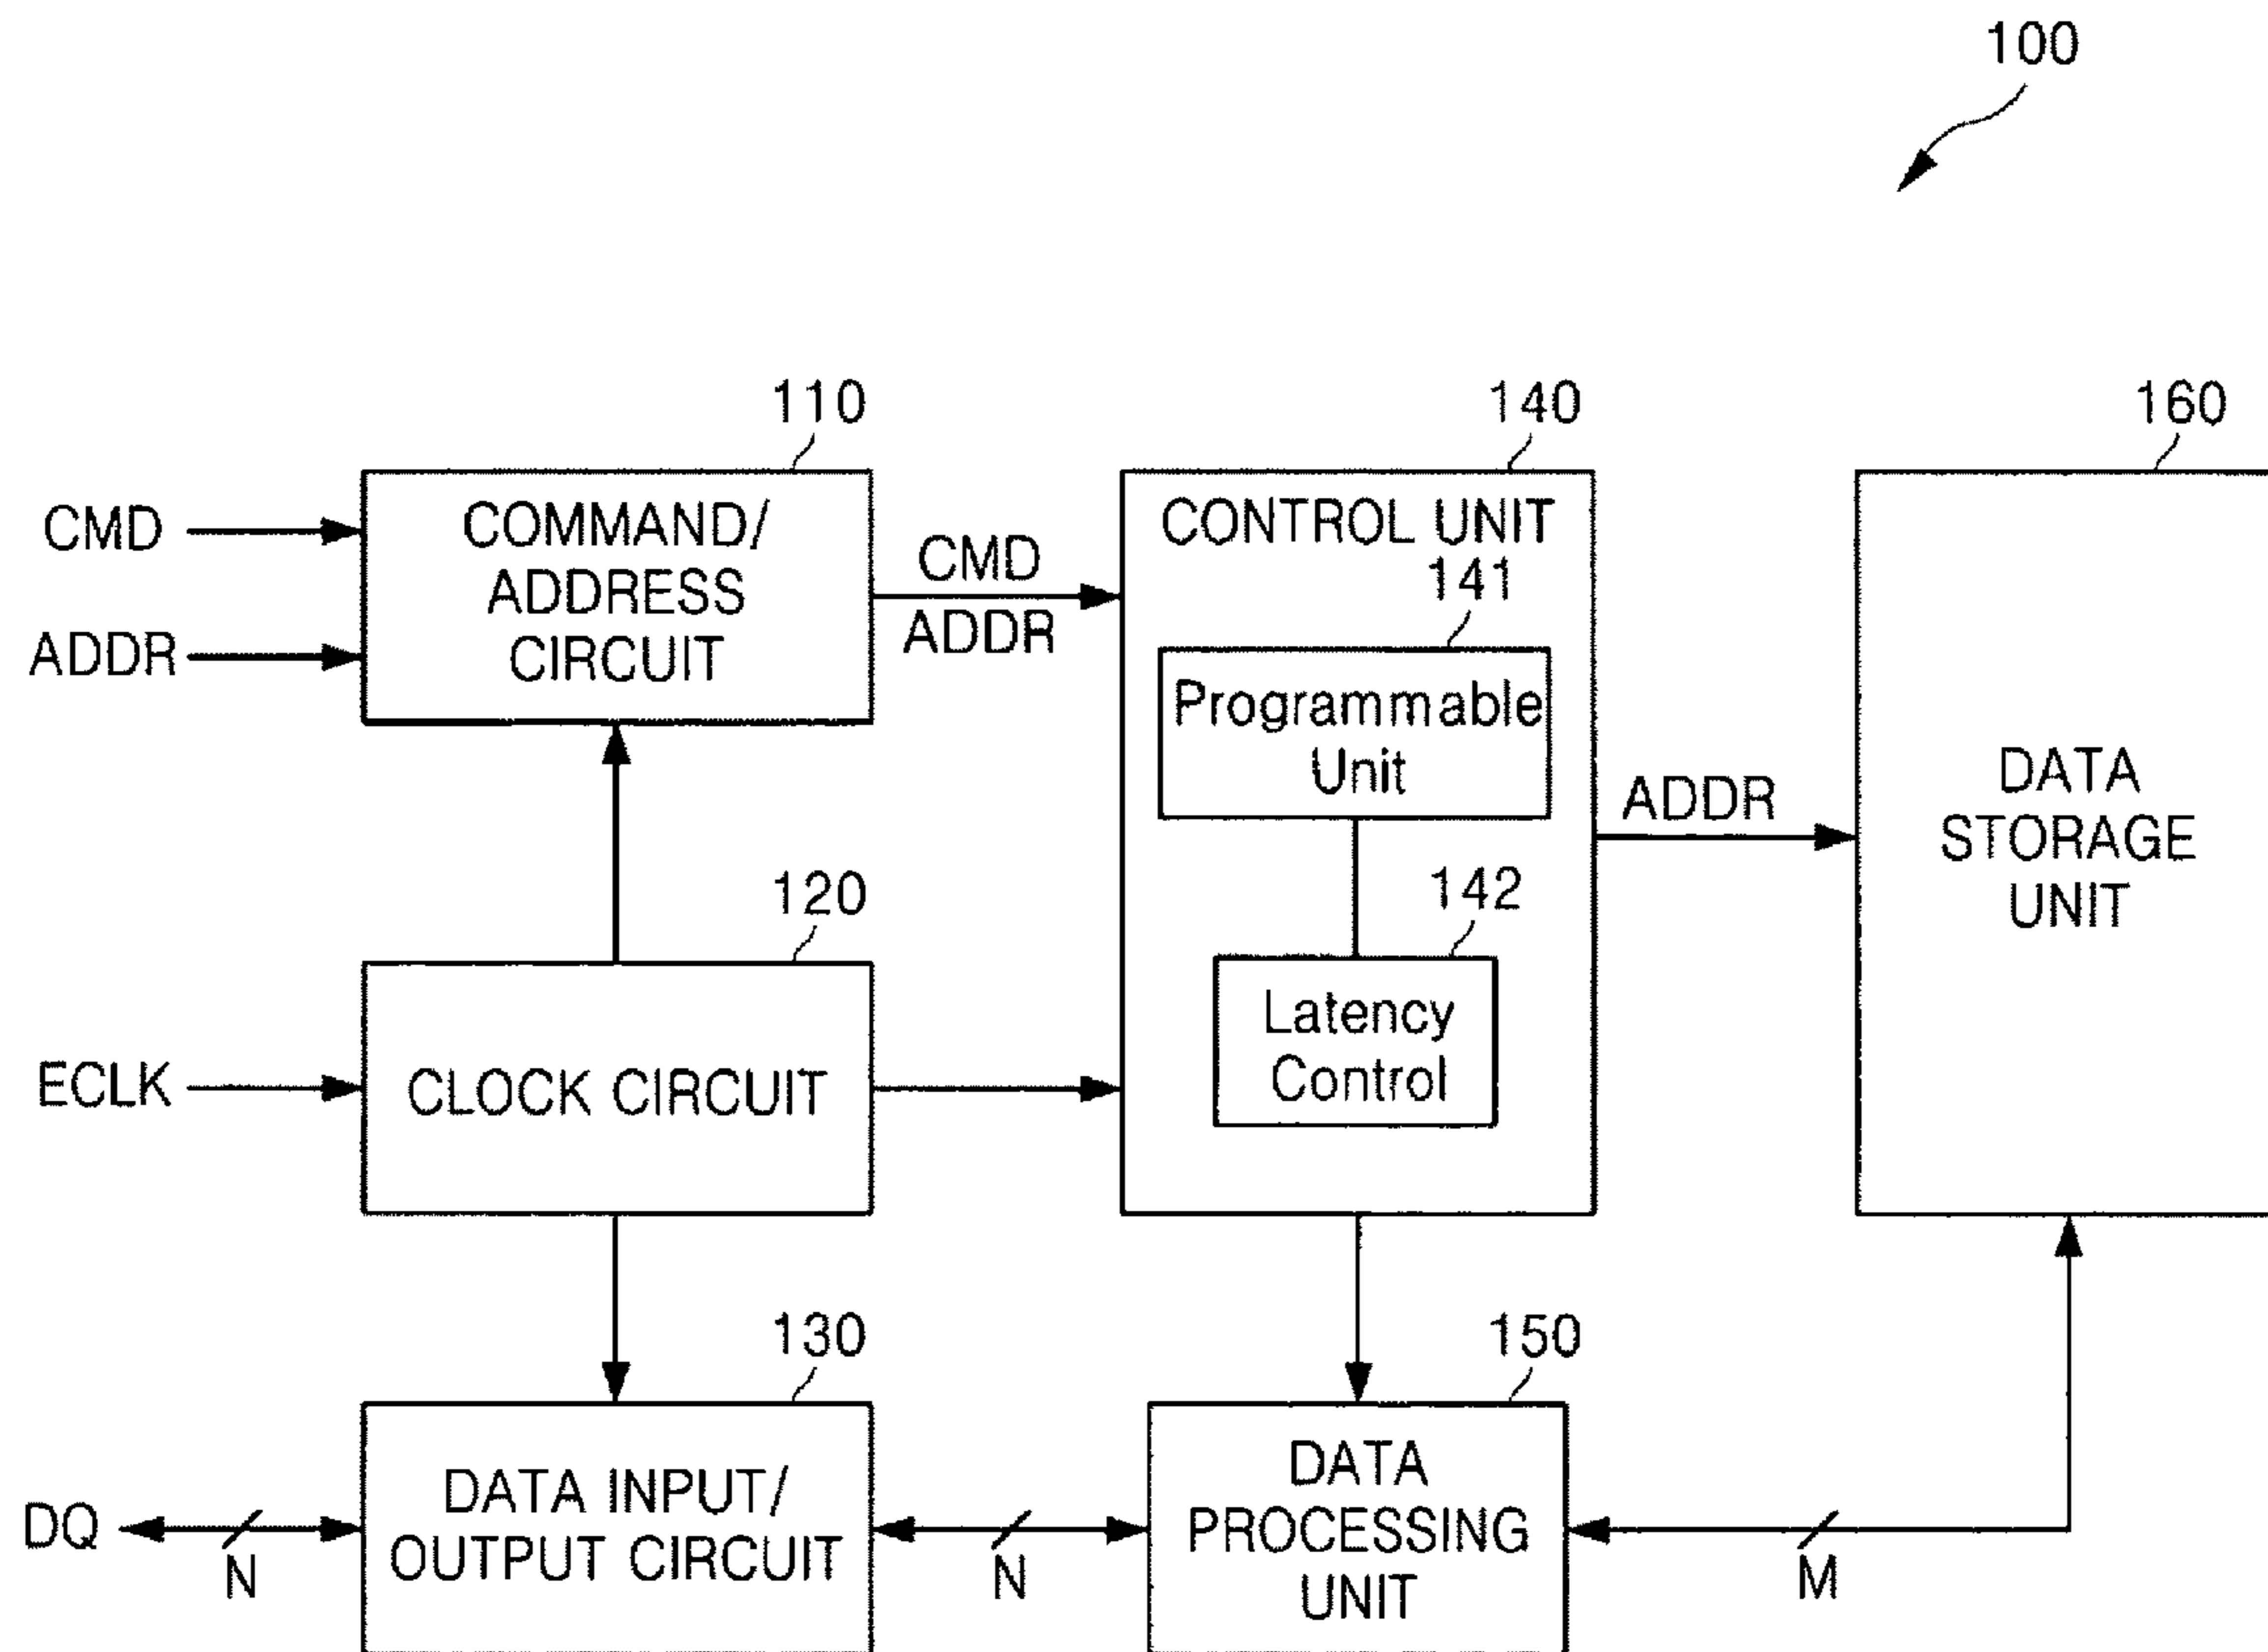 100
110
140
160
CMD
COMMAND/
ADDRESS
CIRCUIT
ADDR
CMD
ADDR
CONTROL UNIT
141
Programmable
Unit
ADDR
DATA
STORAGE
UNIT
120
142
ECLK
CLOCK CIRCUIT
Latency
Control
130
150
DQ
N
DATA INPUT/
OUTPUT CIRCUIT
N
DATA
PROCESSING
UNIT
M